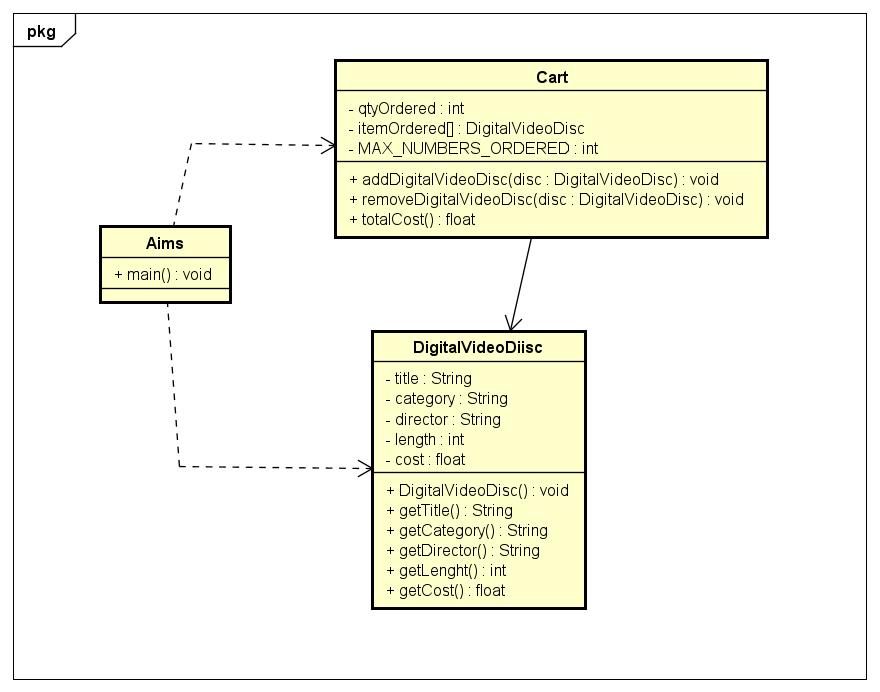 pkg
Cart
- qtyOrdered : int
- itemOrdered[] : DigitalVideoDisc
- MAX_NUMBERS_ORDERED : int
+ addDigitalVideoDisc(disc : DigitalVideoDisc) : void
+ removeDigitalVideoDisc(disc : DigitalVideoDisc) : void
+ totalCost() : float
Aims
+ main() : void
DigitalVideoDiisc
- title : String
- category : String
- director : String
- length : int
- cost : float
+ DigitalVideoDisc() : void
+ getTitle() : String
+ getCategory() : String
+ getDirector() : String
+ getLenght() : int
+ getCost() : float